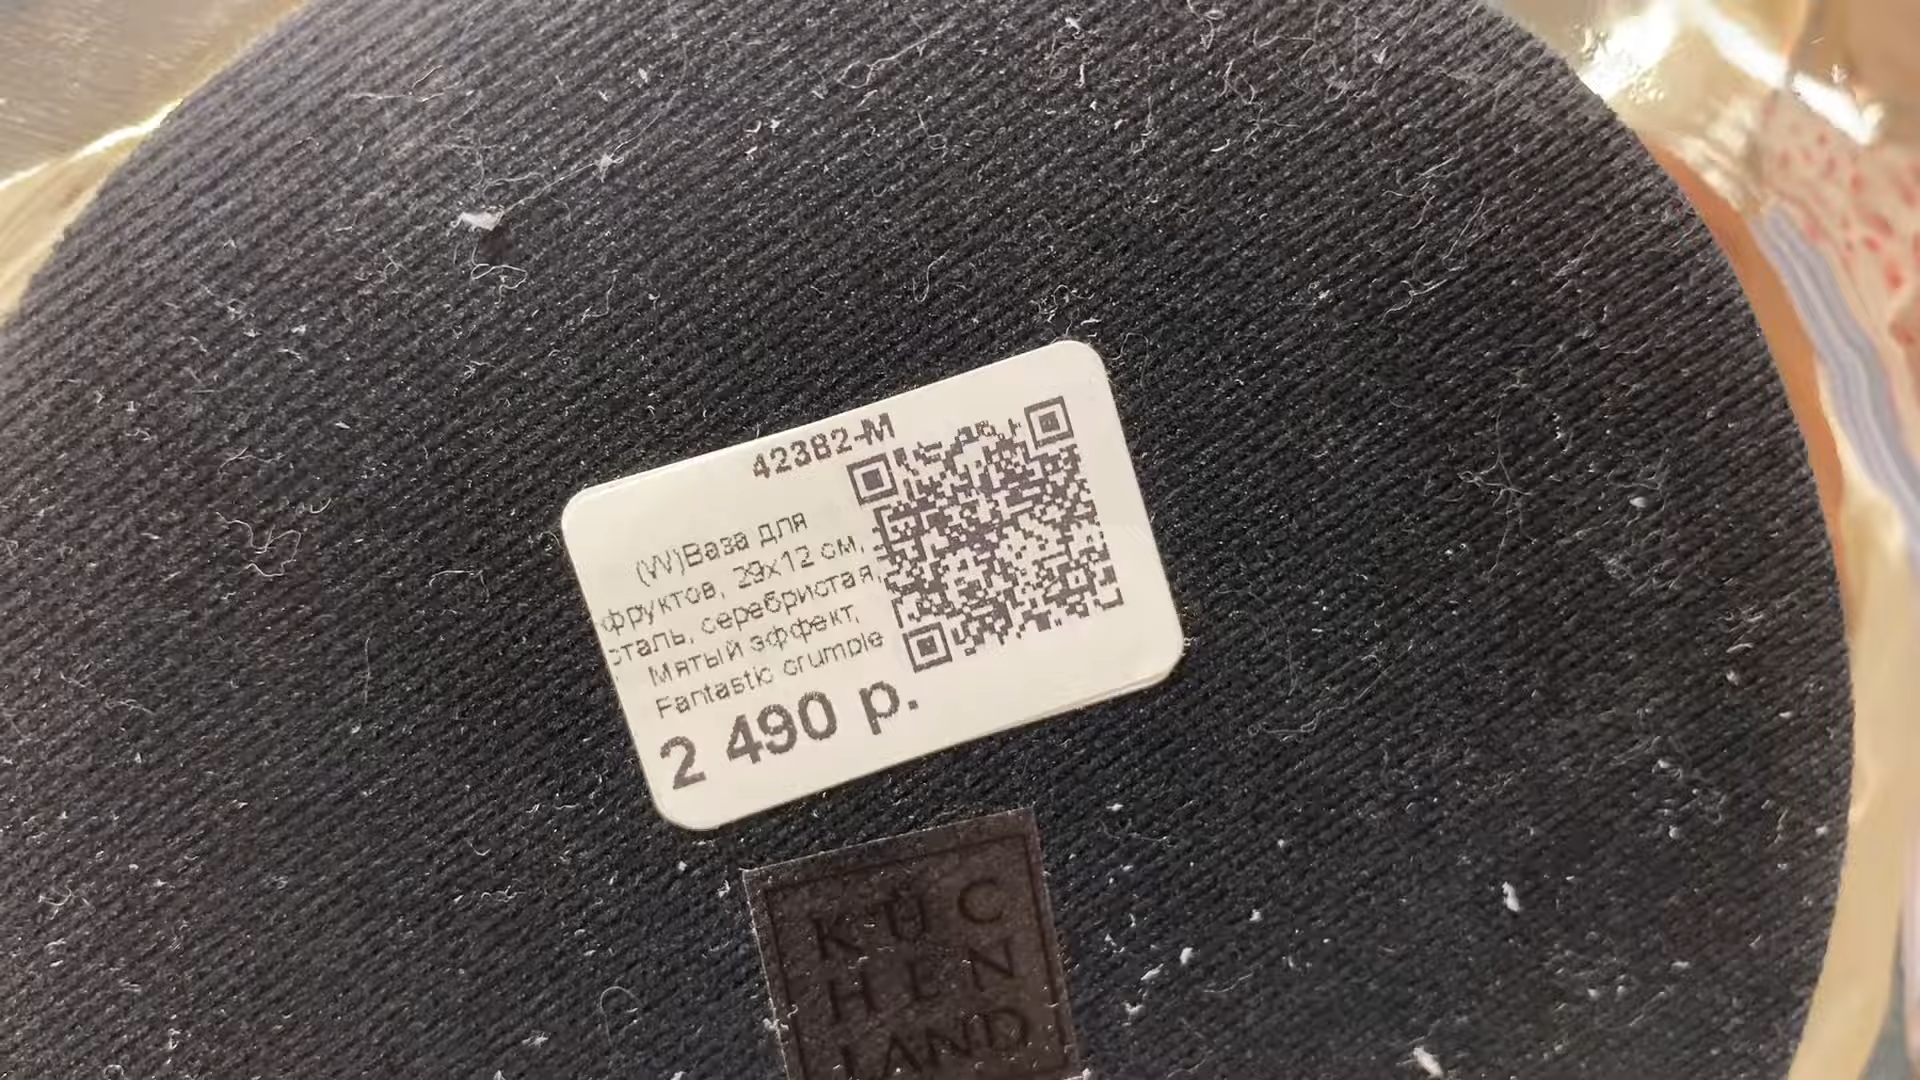 42382-M
(W)Ваза для
фруктов, 29x12 см,
сталь, серебристая,
Мятый эффект,
Fantastic crumple
2 490 р.
KÜC
HEN
LAND